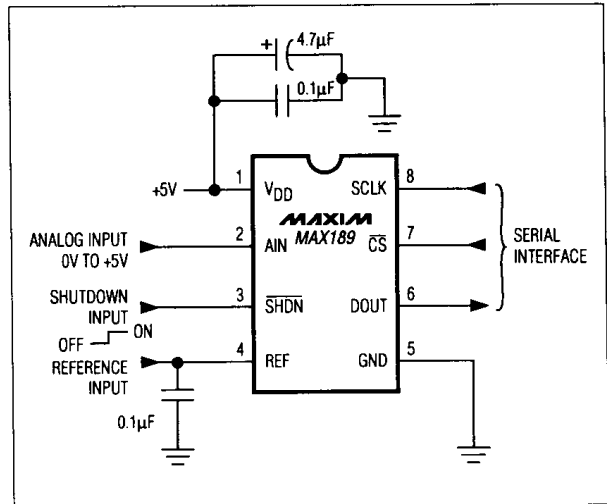 + 4.7µF
0.1µF
+5V
1
VDD
SCLK
8
MAXIM
MAX189
ANALOG INPUT
0V TO +5V
2
AIN
CS
7
SERIAL
INTERFACE
SHUTDOWN
INPUT
3
SHDN
DOUT
6
OFF ON
REFERENCE
INPUT
4
REF
GND
5
0.1µF